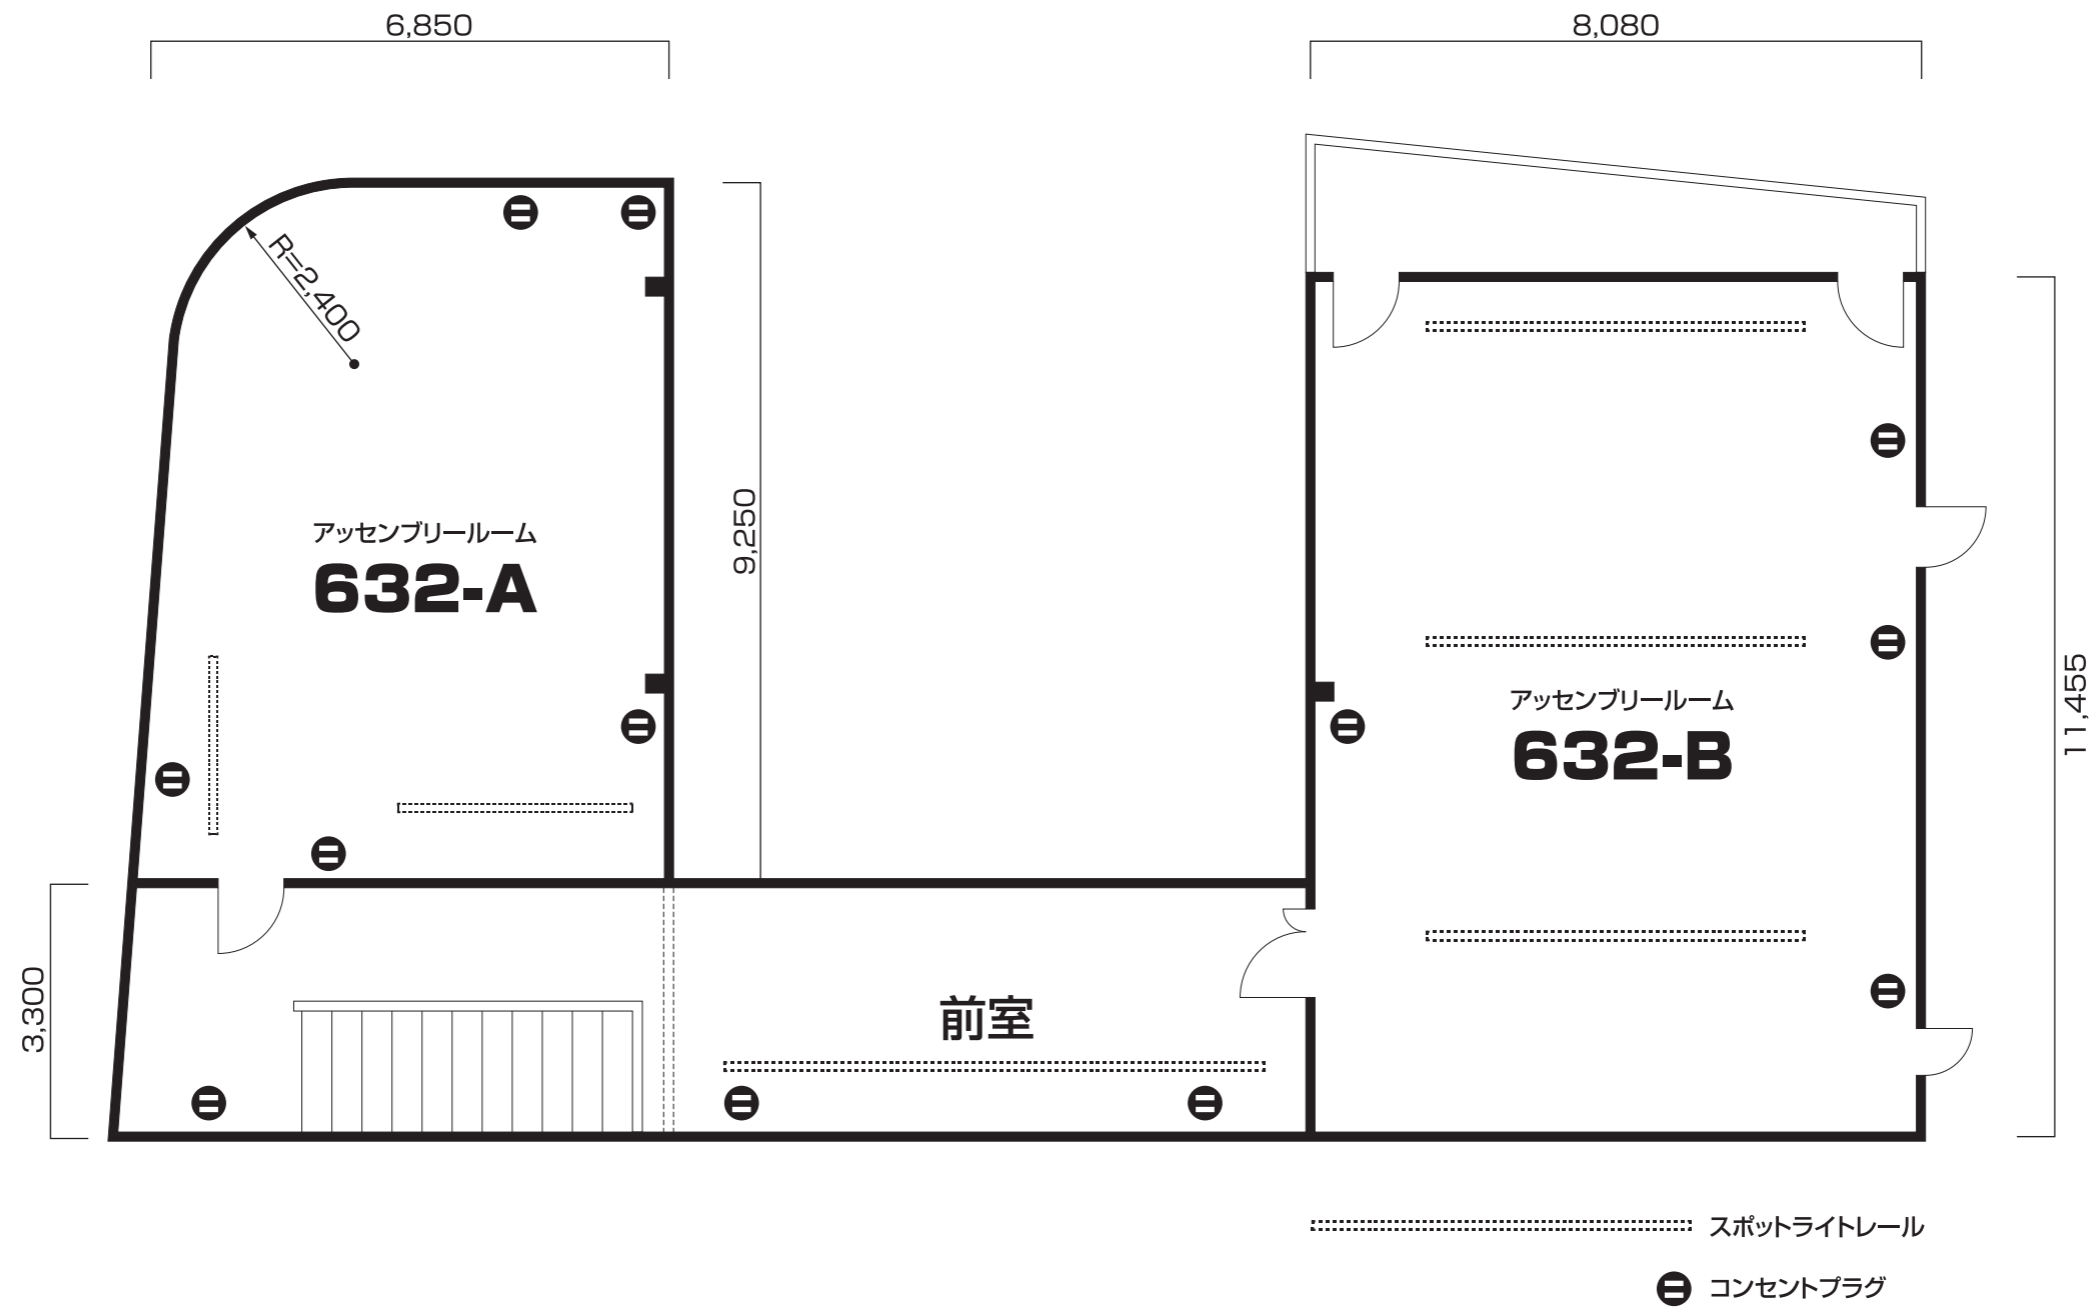 6,850
8,080
R=2,400
アッセンブリールーム
632-A
9,250
アッセンブリールーム
632-B
11,455
3,300
前室
スポットライトレール
コンセントプラグ